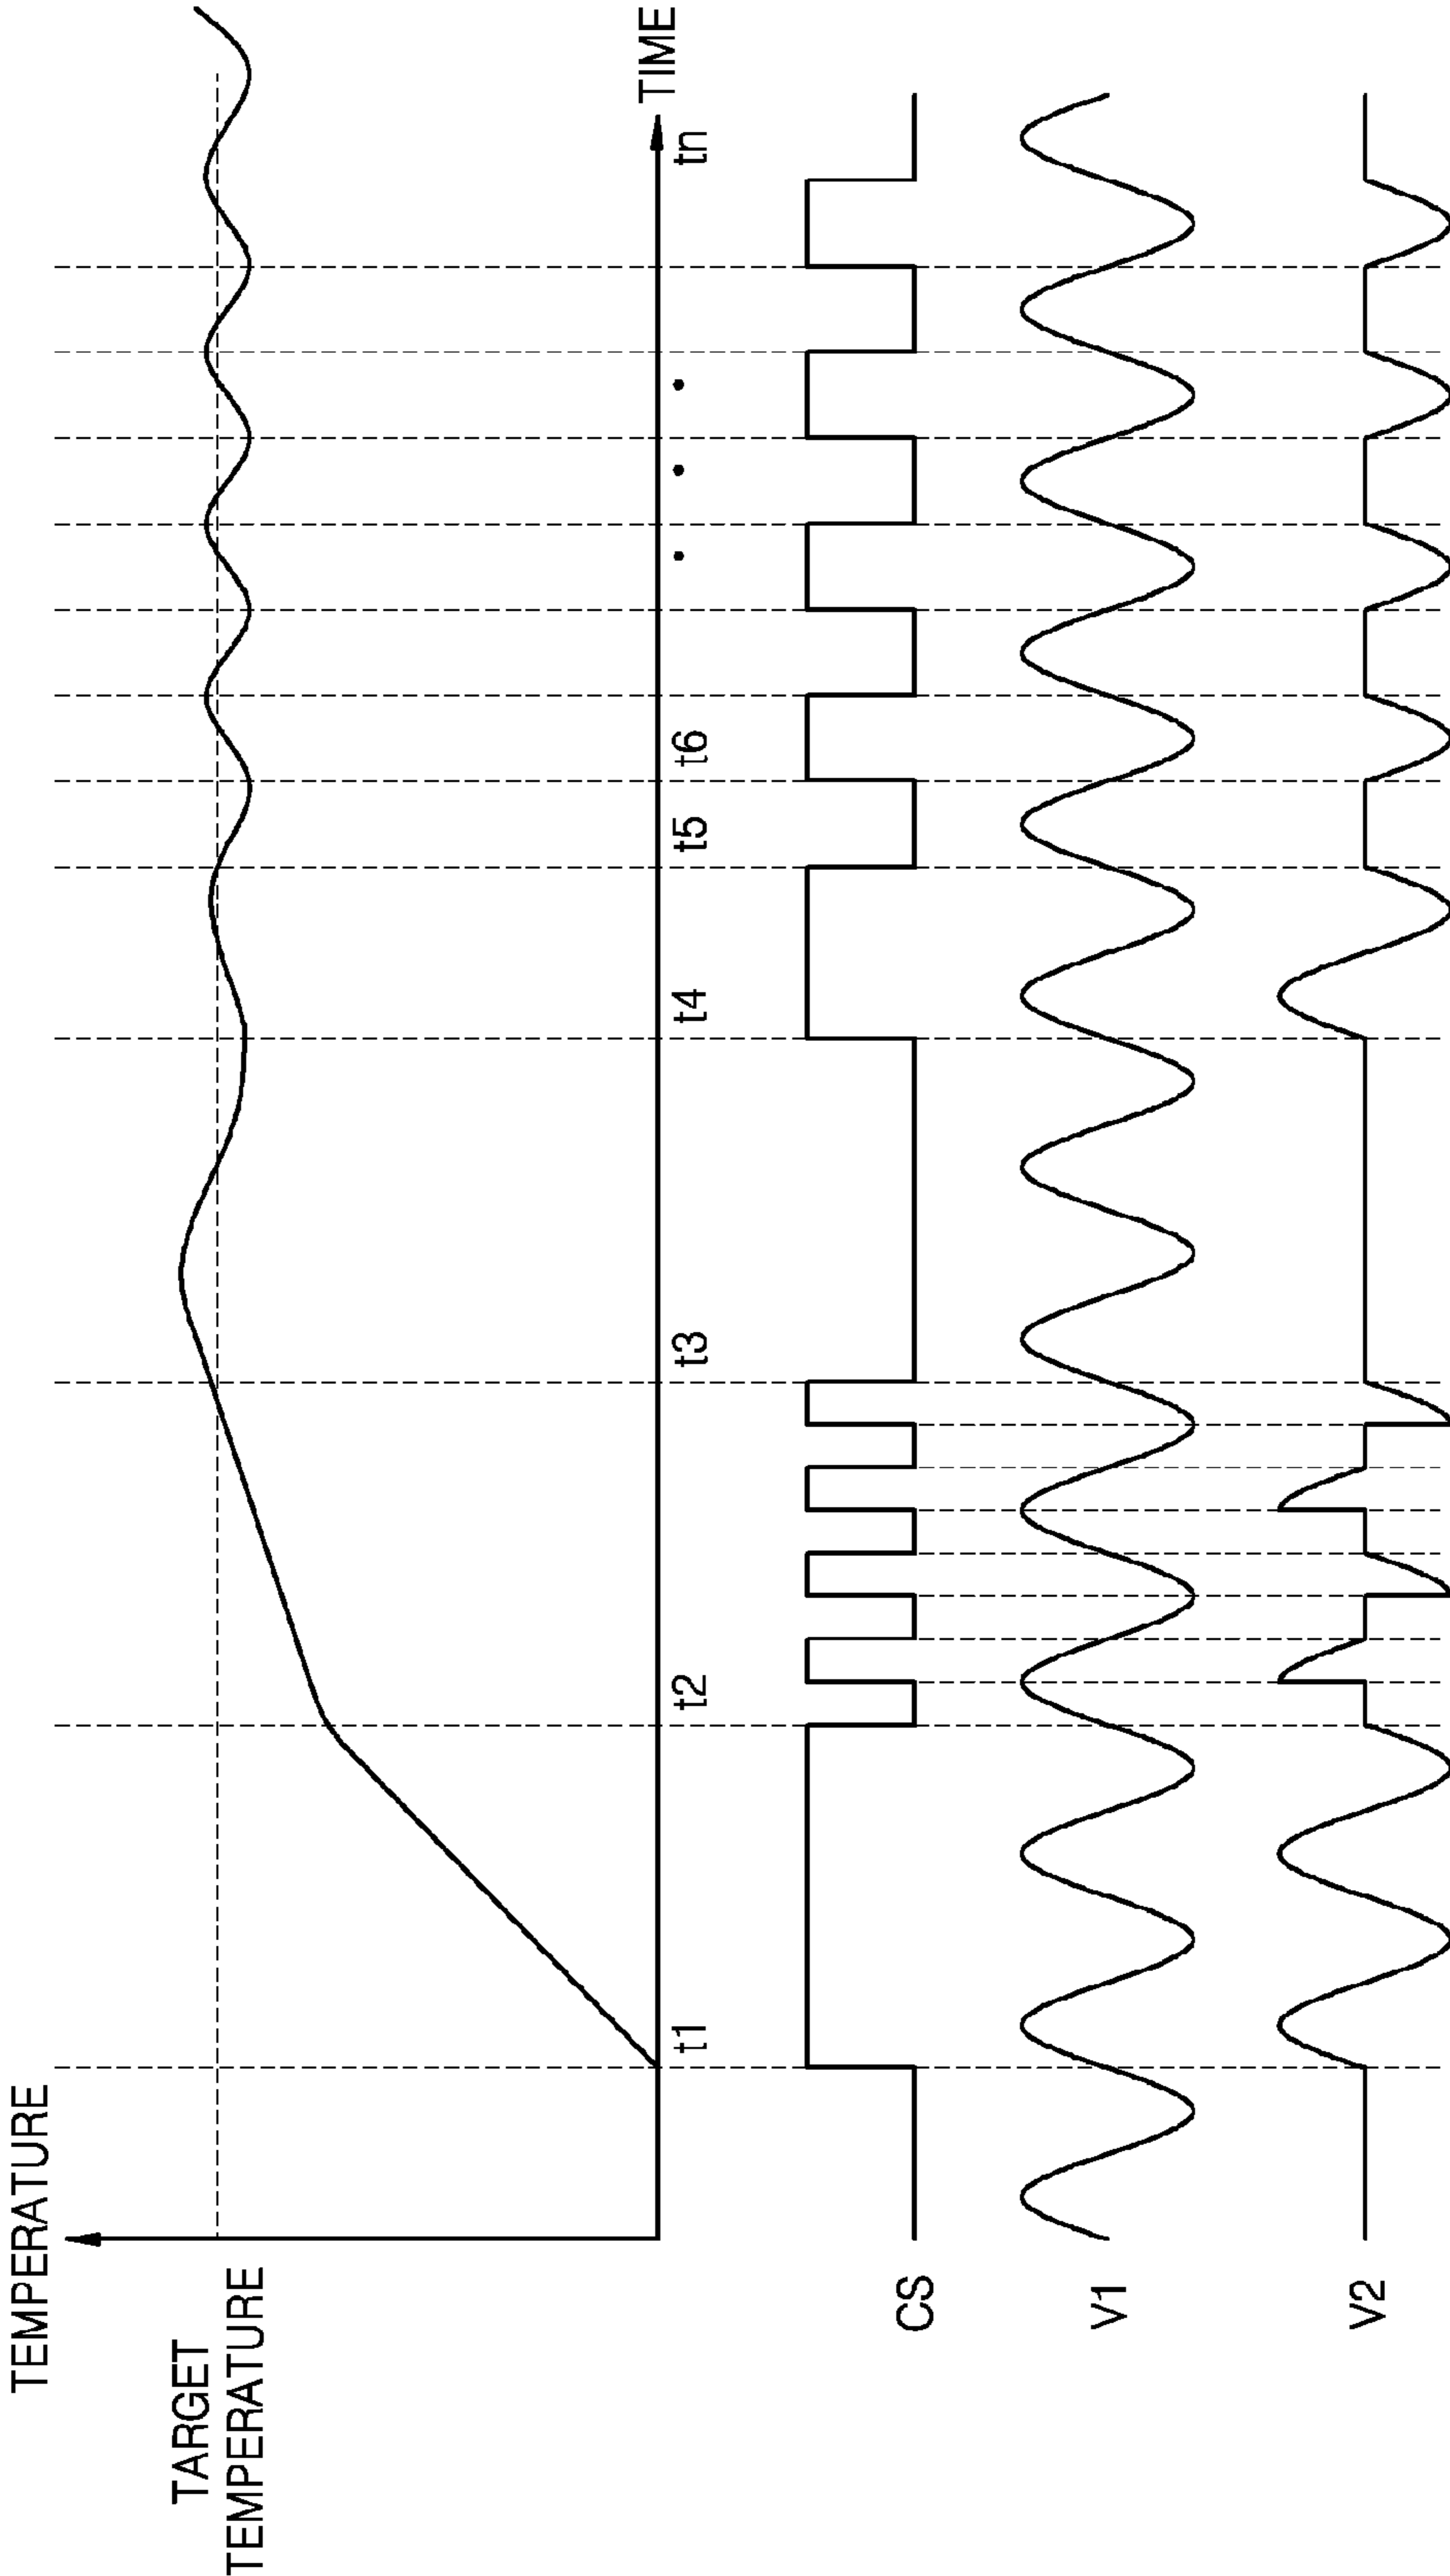 TEMPERATURE
TARGET
TEMPERATURE
t1 t2 t3 t4 t5 t6 • • • tn TIME
CS
V1
V2